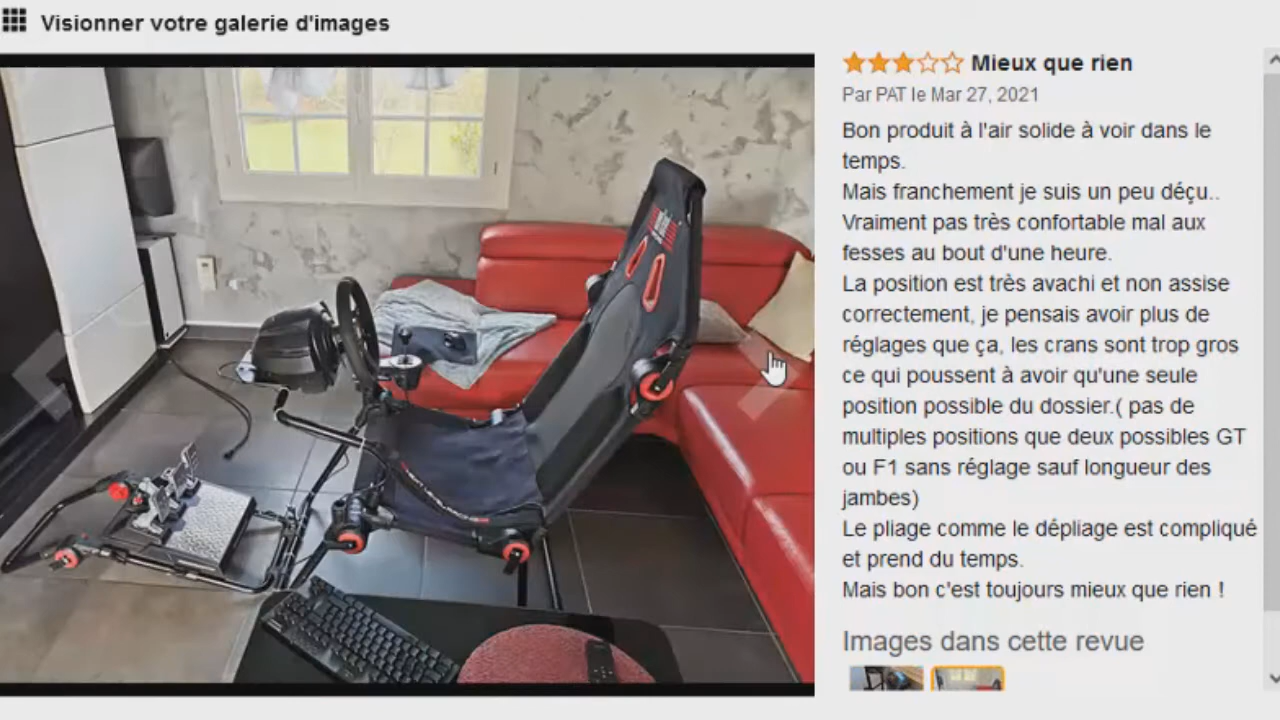 Visionner votre galerie d'images
Mieux que rien
Par PAT le Mar 27, 2021
Bon produit à l'air solide à voir dans le
temps.
Mais franchement je suis un peu déçu..
Vraiment pas très confortable mal aux
fesses au bout d'une heure.
La position est très avachi et non assise
correctement, je pensais avoir plus de
réglages que ça, les crans sont trop gros
ce qui poussent à avoir qu'une seule
position possible du dossier.( pas de
multiples positions que deux possibles GT
ou F1 sans réglage sauf longueur des
jambes)
Le pliage comme le dépliage est compliqué
et prend du temps.
Mais bon c'est toujours mieux que rien !
Images dans cette revue